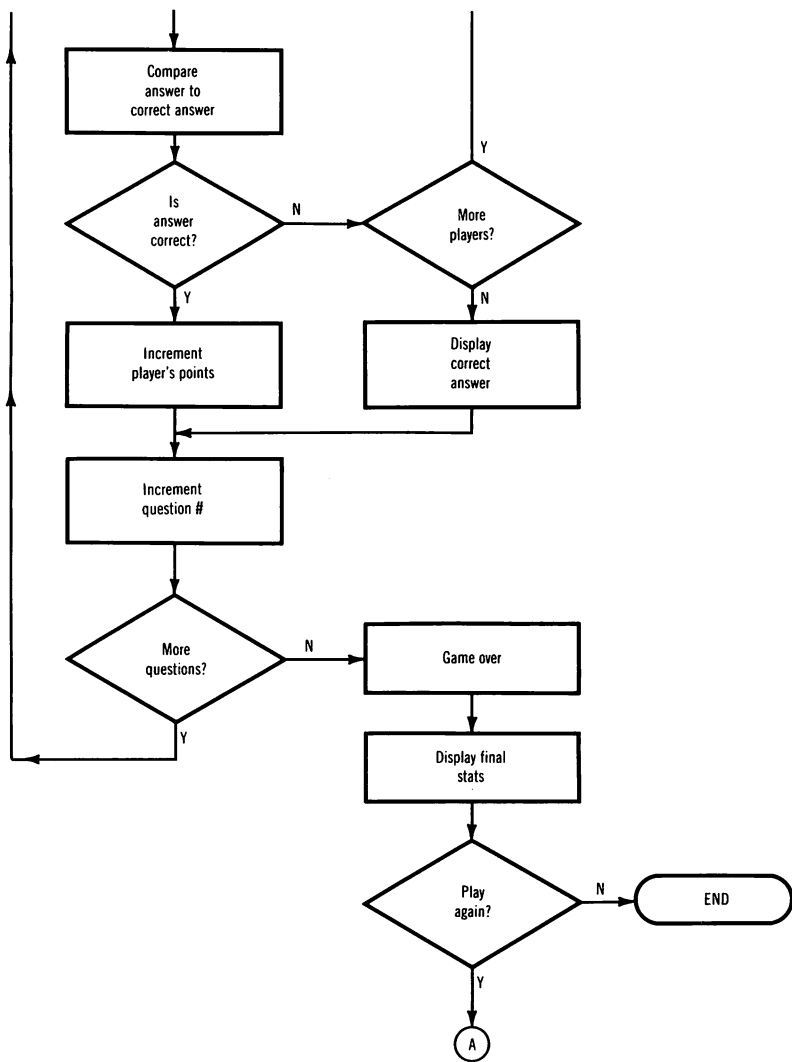 Compare
answer to
correct answer
Y
Is
answer
correct?
N
More
players?
Y
N
Increment
player's points
Display
correct
answer
Increment
question #
More
questions?
N
Game over
Y
Display final
stats
Play
again?
N
END
Y
A